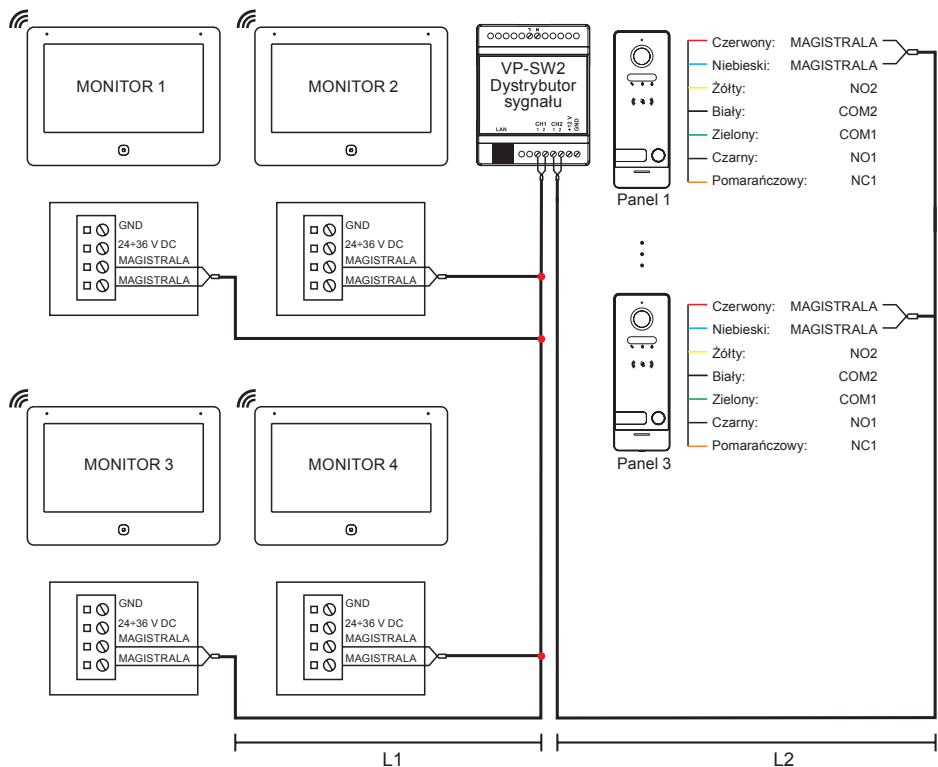 MONITOR 1
MONITOR 2
L N
VP-SW2
Dystrybutor
sygnału
LAN
CH1 CH2
1 2 1 2
+12 V
GND
Panel 1
Czerwony: MAGISTRALA
Niebieski: MAGISTRALA
Żółty: NO2
Biały: COM2
Zielony: COM1
Czarny: NO1
Pomarańczowy: NC1
GND
24÷36 V DC
MAGISTRALA
MAGISTRALA
GND
24÷36 V DC
MAGISTRALA
MAGISTRALA
Panel 3
Czerwony: MAGISTRALA
Niebieski: MAGISTRALA
Żółty: NO2
Biały: COM2
Zielony: COM1
Czarny: NO1
Pomarańczowy: NC1
MONITOR 3
MONITOR 4
GND
24÷36 V DC
MAGISTRALA
MAGISTRALA
GND
24÷36 V DC
MAGISTRALA
MAGISTRALA
L1
L2